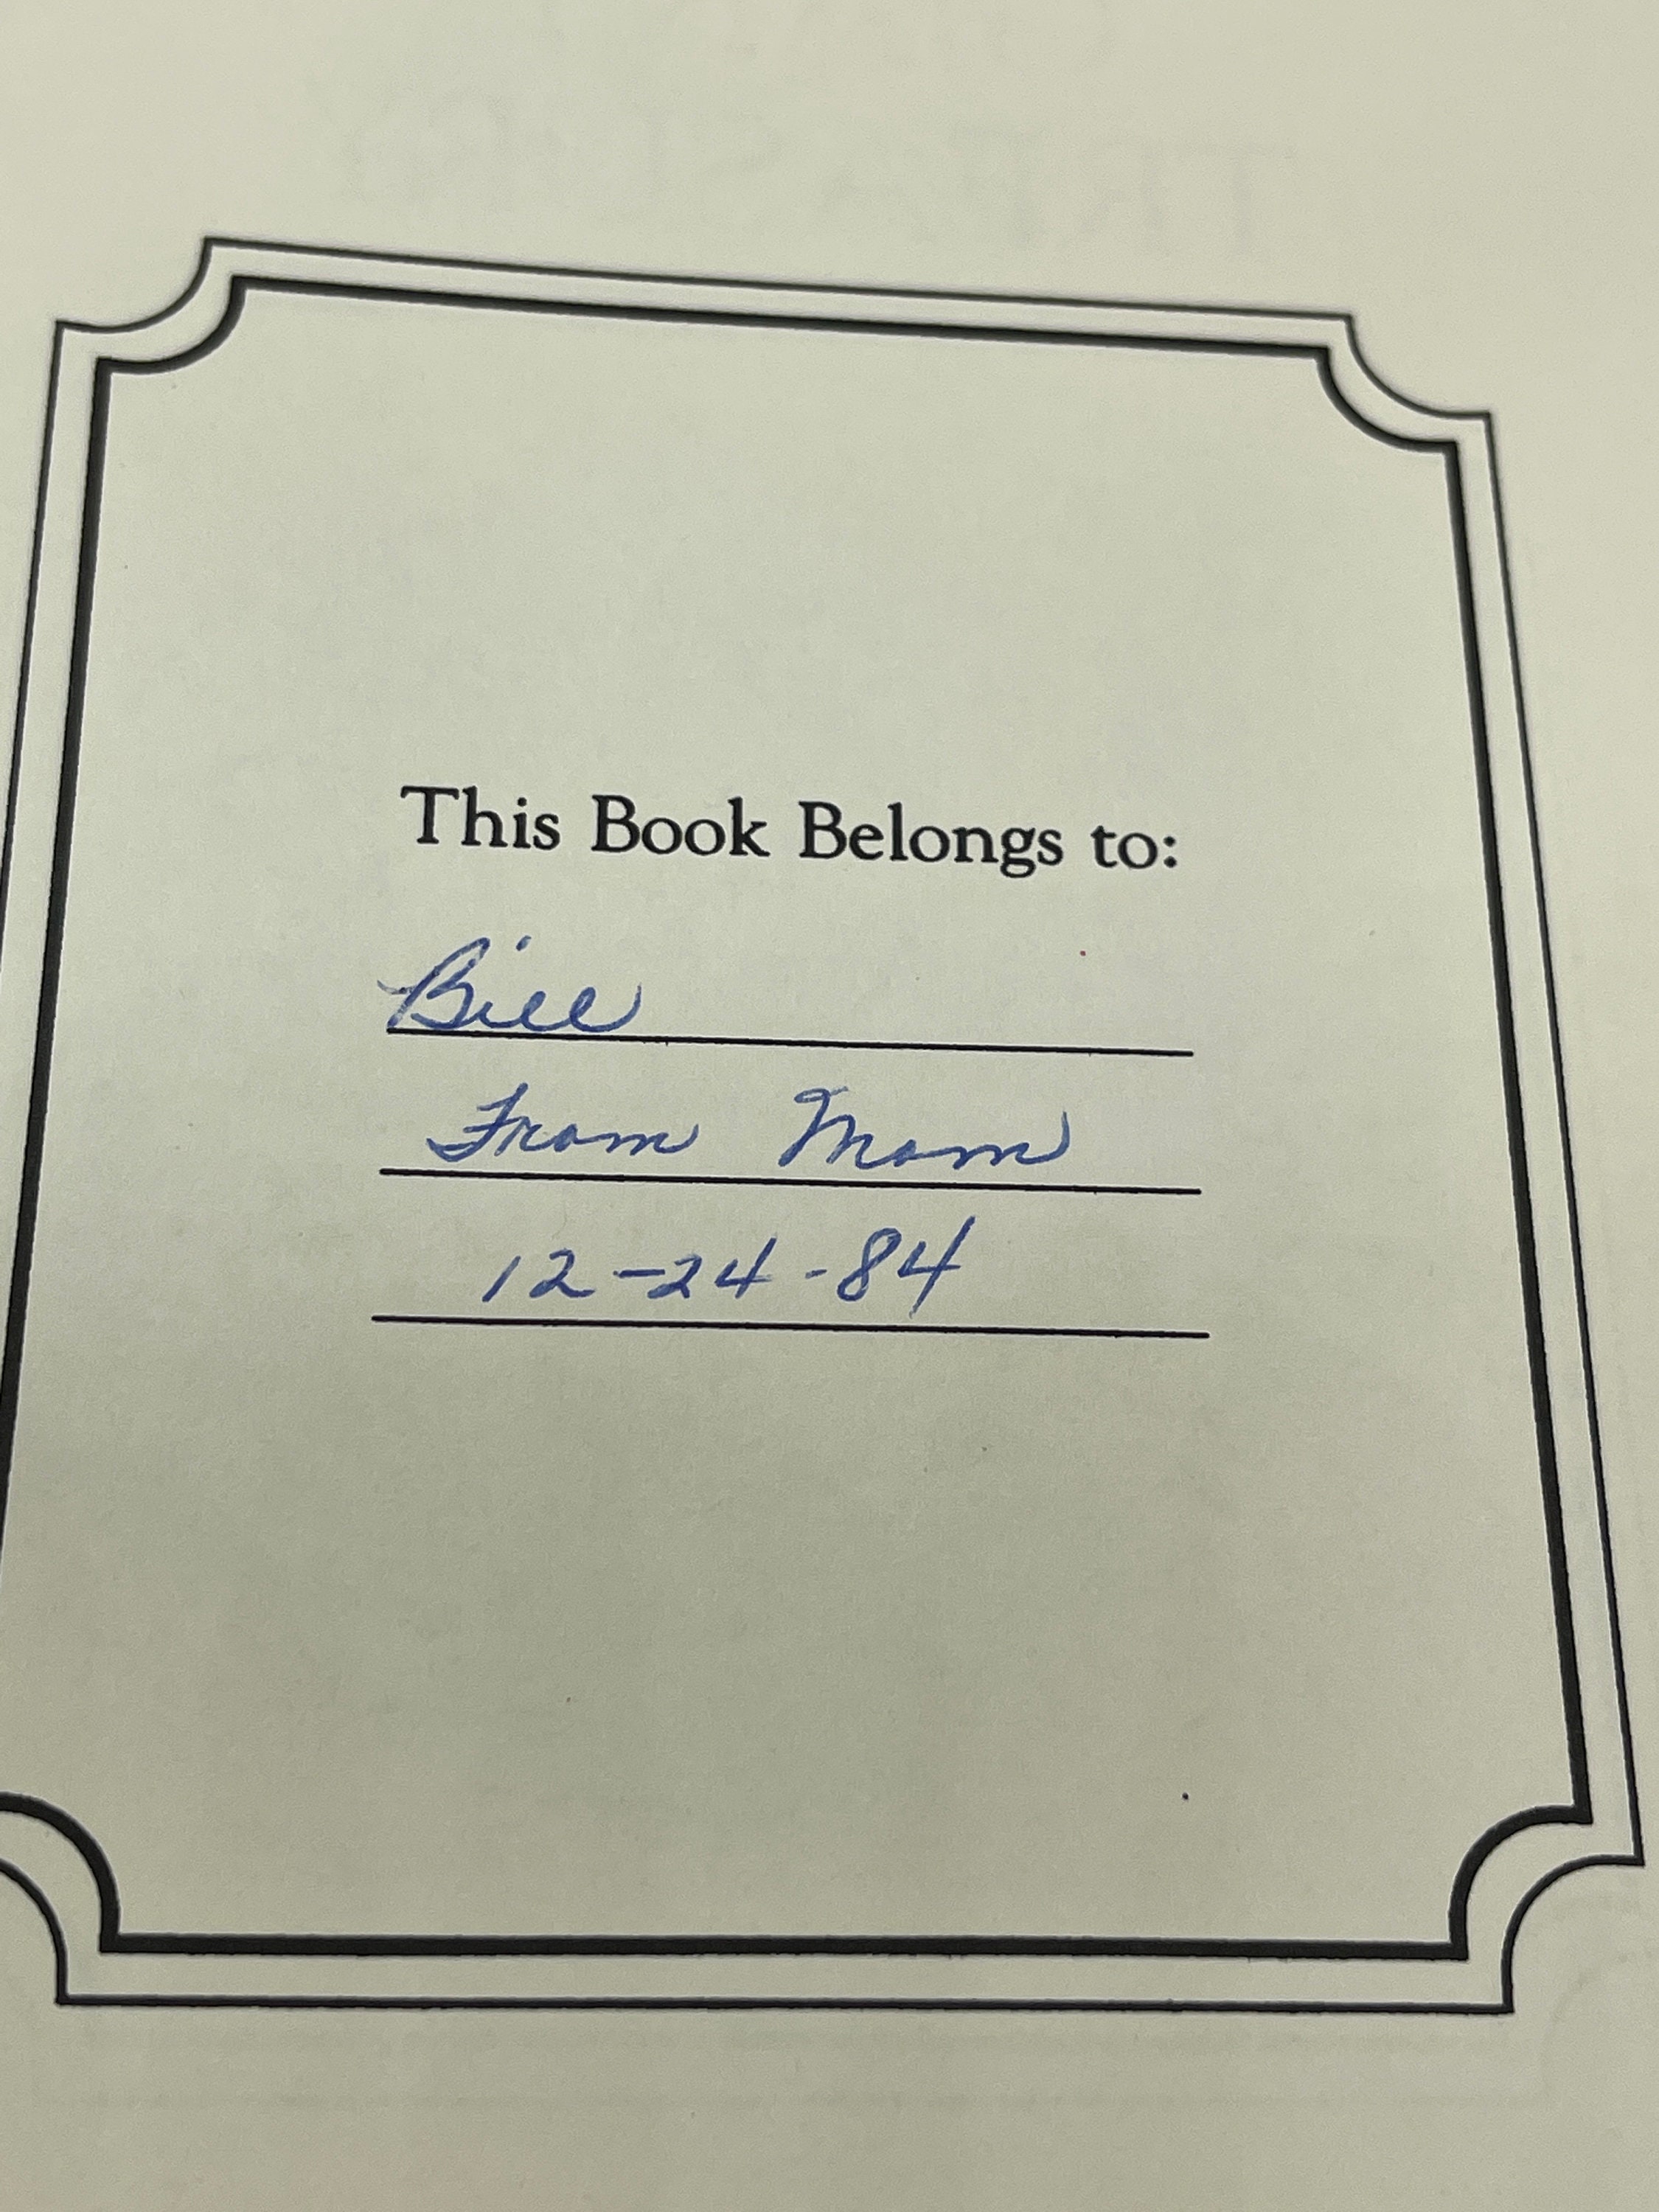 This Book Belongs to:
Bill
From Mom
12-24-84